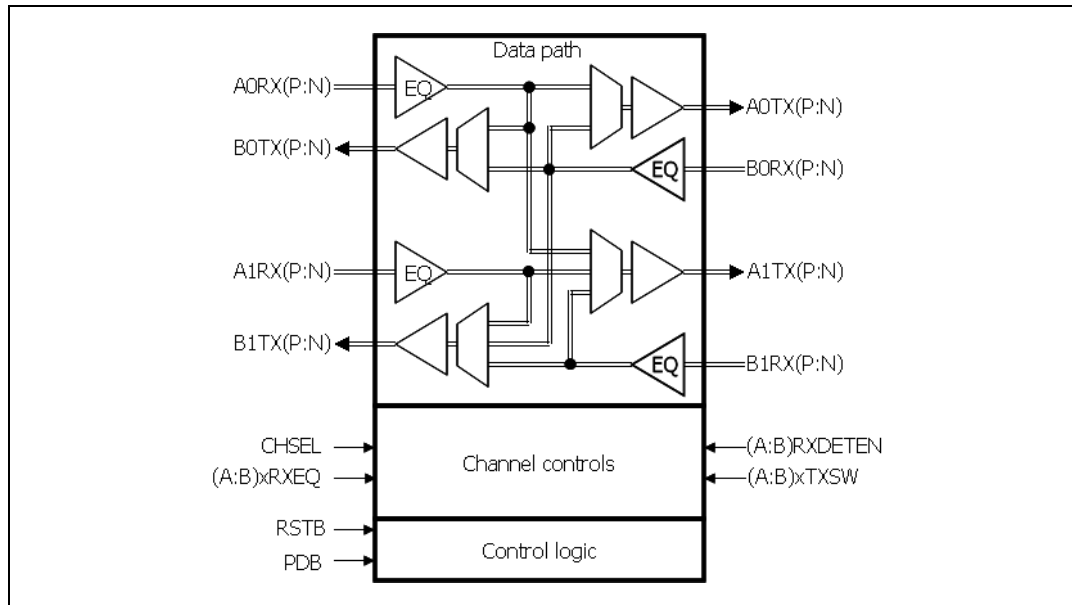 Data path
A0RX(P:N)
EQ
A0TX(P:N)
B0TX(P:N)
EQ
B0RX(P:N)
A1RX(P:N)
EQ
A1TX(P:N)
B1TX(P:N)
EQ
B1RX(P:N)
CHSEL
(A:B)xRXEQ
Channel controls
(A:B)RXDETEN
(A:B)xTXSW
RSTB
PDB
Control logic